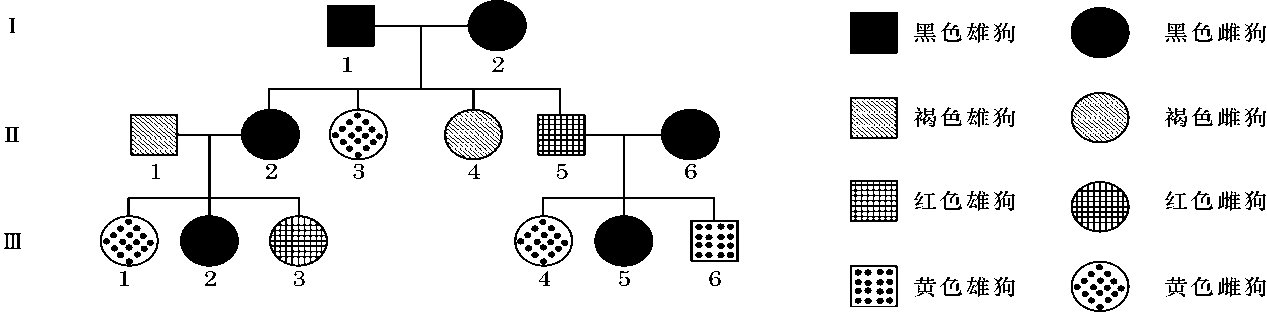 Ⅰ
1 2
黑色雄狗 黑色雌狗
Ⅱ
1 2 3 4 5 6
褐色雄狗 褐色雌狗
红色雄狗 红色雌狗
Ⅲ
1 2 3 4 5 6
黄色雄狗 黄色雌狗